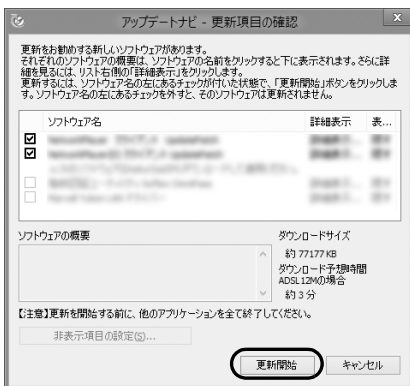 アップデートナビ - 更新項目の確認
更新をお勧めする新しいソフトウェアがあります。
それぞれのソフトウェアの概要は、ソフトウェアの名前をクリックすると下に表示されます。さらに詳
細を見るには、リスト右側の「詳細表示」をクリックします。
更新するには、ソフトウェア名の左にあるチェックが付いた状態で、「更新開始」ボタンをクリックしま
す。ソフトウェア名の左にあるチェックを外すと、そのソフトウェアは更新されません。
ソフトウェア名 詳細表示 表...
ソフトウェアの概要
ダウンロードサイズ
約 77177 KB
ダウンロード予想時間
ADSL 12Mの場合
約 3 分
【注意】更新を開始する前に、他のアプリケーションを全て終了してください。
非表示項目の設定(S)...
更新開始
キャンセル